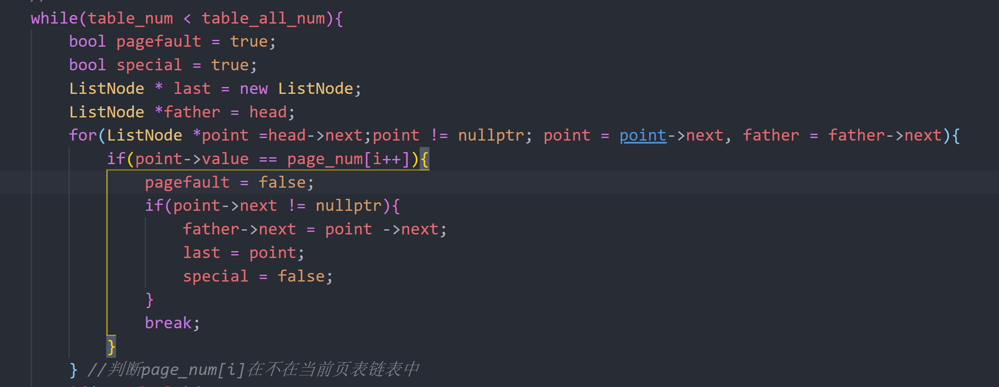 while(table_num < table_all_num){
bool pagefault = true;
bool special = true;
ListNode * last = new ListNode;
ListNode *father = head;
for(ListNode *point =head->next;point != nullptr; point = point->next, father = father->next){
if(point->value == page_num[i++]){
pagefault = false;
if(point->next != nullptr){
father->next = point ->next;
last = point;
special = false;
}
break;
}
} //判断page_num[i]在不在当前页表链表中